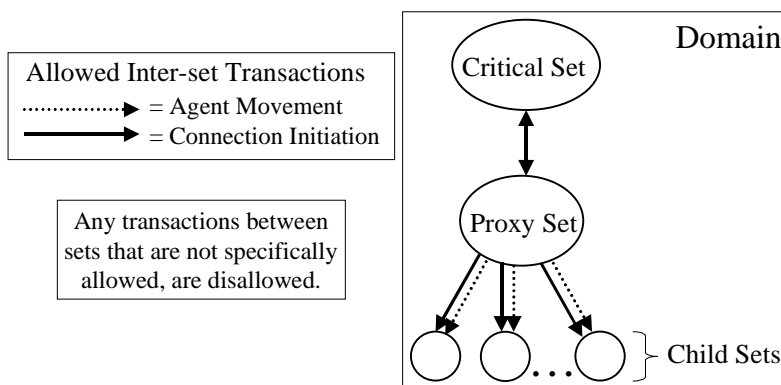 Domain
Allowed Inter-set Transactions
= Agent Movement
= Connection Initiation
Critical Set
Any transactions between
sets that are not specifically
allowed, are disallowed.
Proxy Set
Child Sets
...